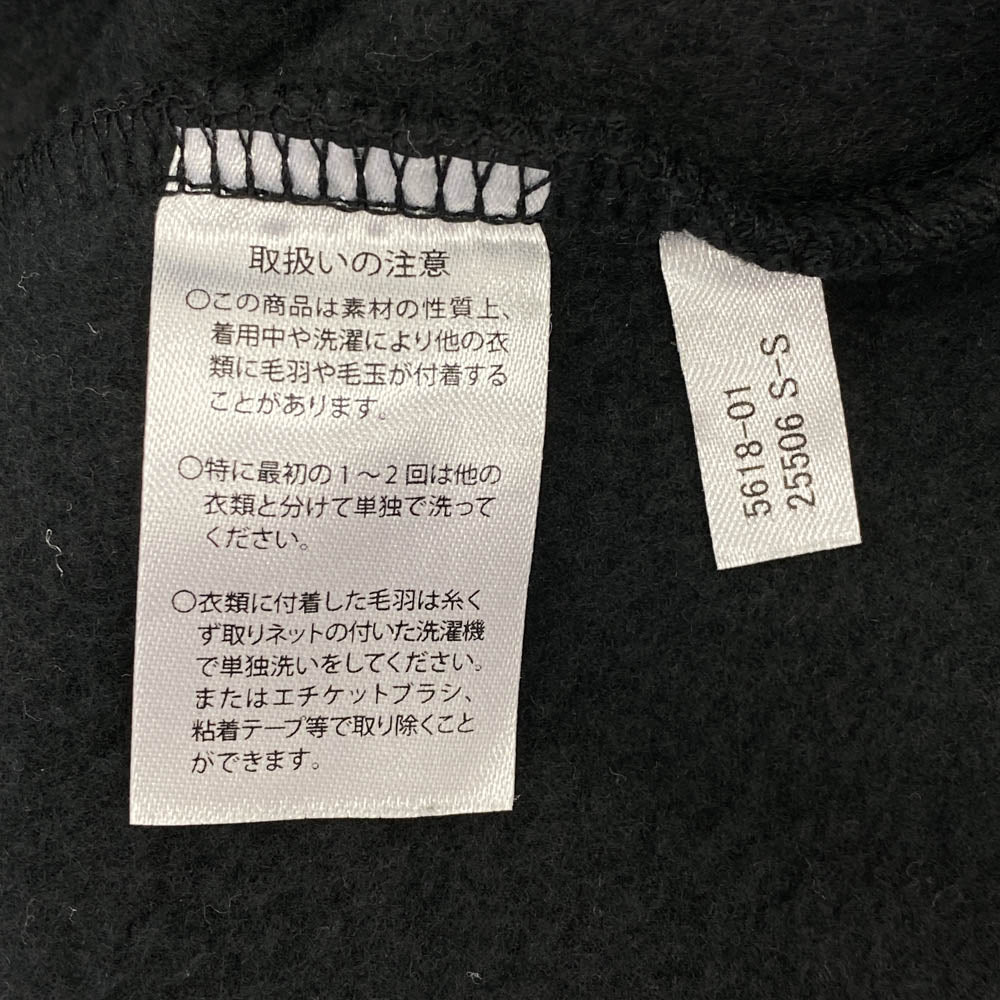 取扱いの注意
○この商品は素材の性質上、
着用中や洗濯により他の衣
類に毛羽や毛玉が付着する
ことがあります。
○特に最初の1～2回は他の
衣類と分けて単独で洗って
ください。
○衣類に付着した毛羽は糸く
ず取りネットの付いた洗濯機
で単独洗いをしてください。
またはエチケットブラシ、
粘着テープ等で取り除くこと
ができます。
5618-01
25506 S-S